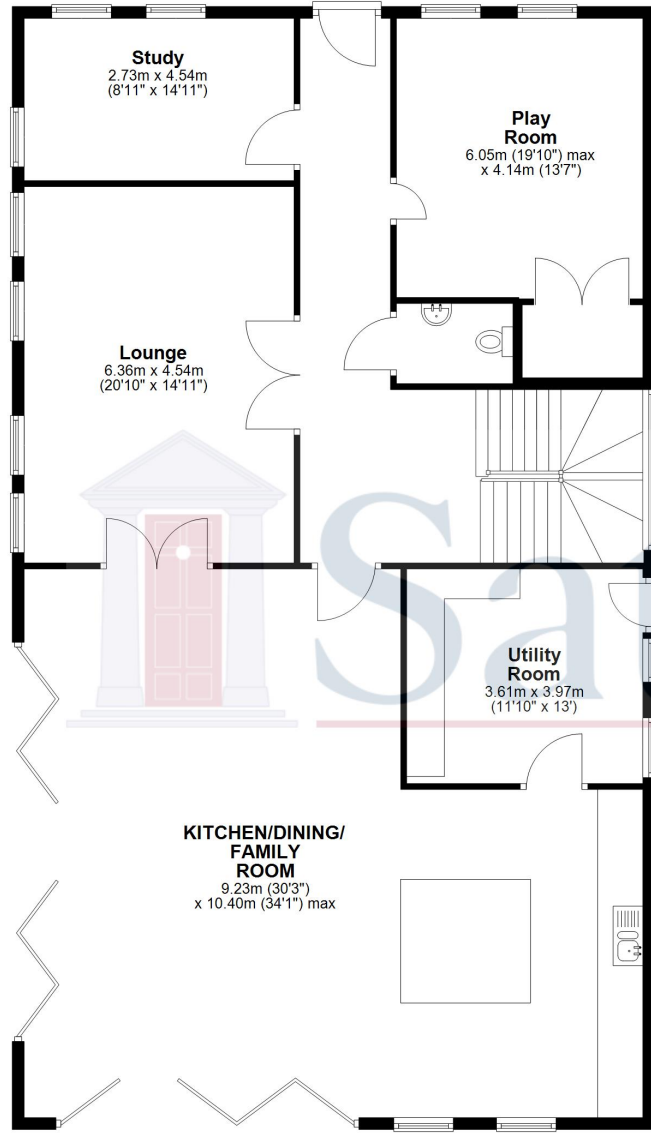 Study
2.73m x 4.54m
(8'11" x 14'11")
Play
Room
6.05m (19'10") max
x 4.14m (13'7")
Lounge
6.36m x 4.54m
(20'10" x 14'11")
Utility
Room
3.61m x 3.97m
(11'10" x 13')
KITCHEN/DINING/
FAMILY
ROOM
9.23m (30'3")
x 10.40m (34'1") max